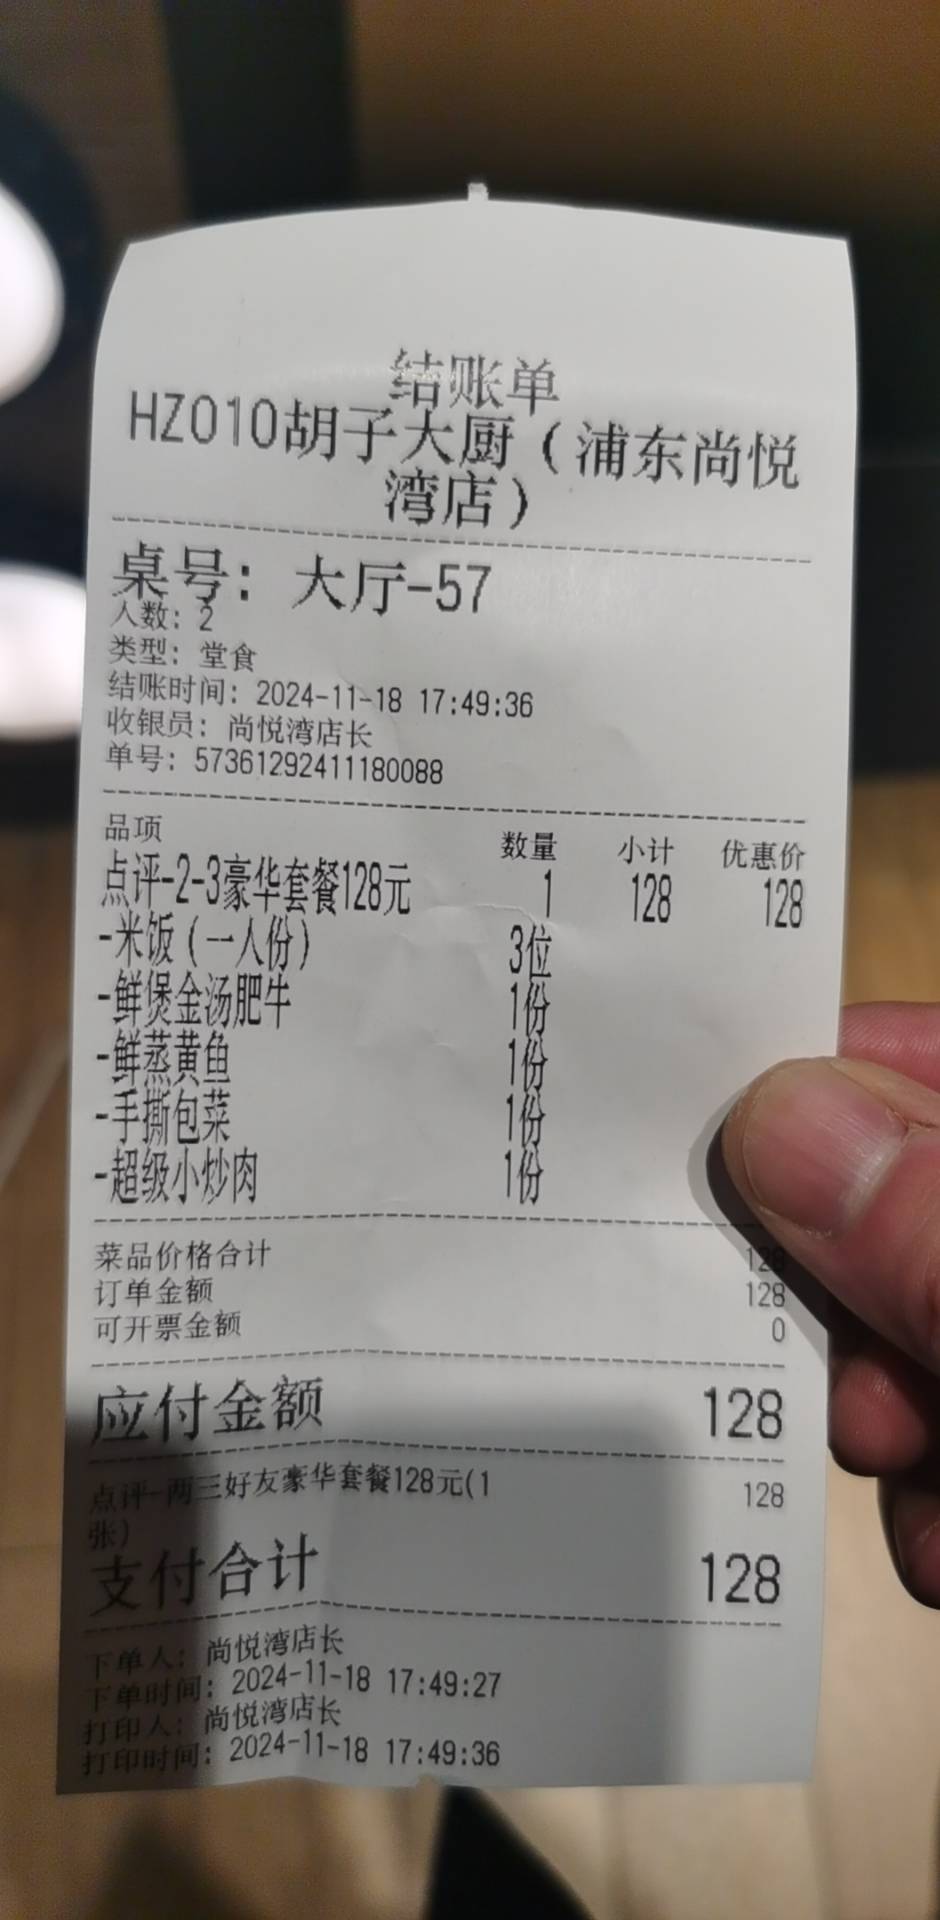 结账单
HZ010胡子大厨（浦东尚悦
湾店）
桌号：大厅-57
人数：2
类型：堂食
结账时间：2024-11-18 17:49:36
收银员：尚悦湾店长
单号：57361292411180088
品项 数量 小计 优惠价
点评-2-3豪华套餐128元 1 128 128
-米饭（一人份） 3位
-鲜煲金汤肥牛 1份
-鲜蒸黄鱼 1份
-手撕包菜 1份
-超级小炒肉 1份
菜品价格合计 128
订单金额 128
可开票金额 0
应付金额 128
点评-两三好友豪华套餐128元(1 128
张)
支付合计 128
下单人：尚悦湾店长
下单时间：2024-11-18 17:49:27
打印人：尚悦湾店长
打印时间：2024-11-18 17:49:36